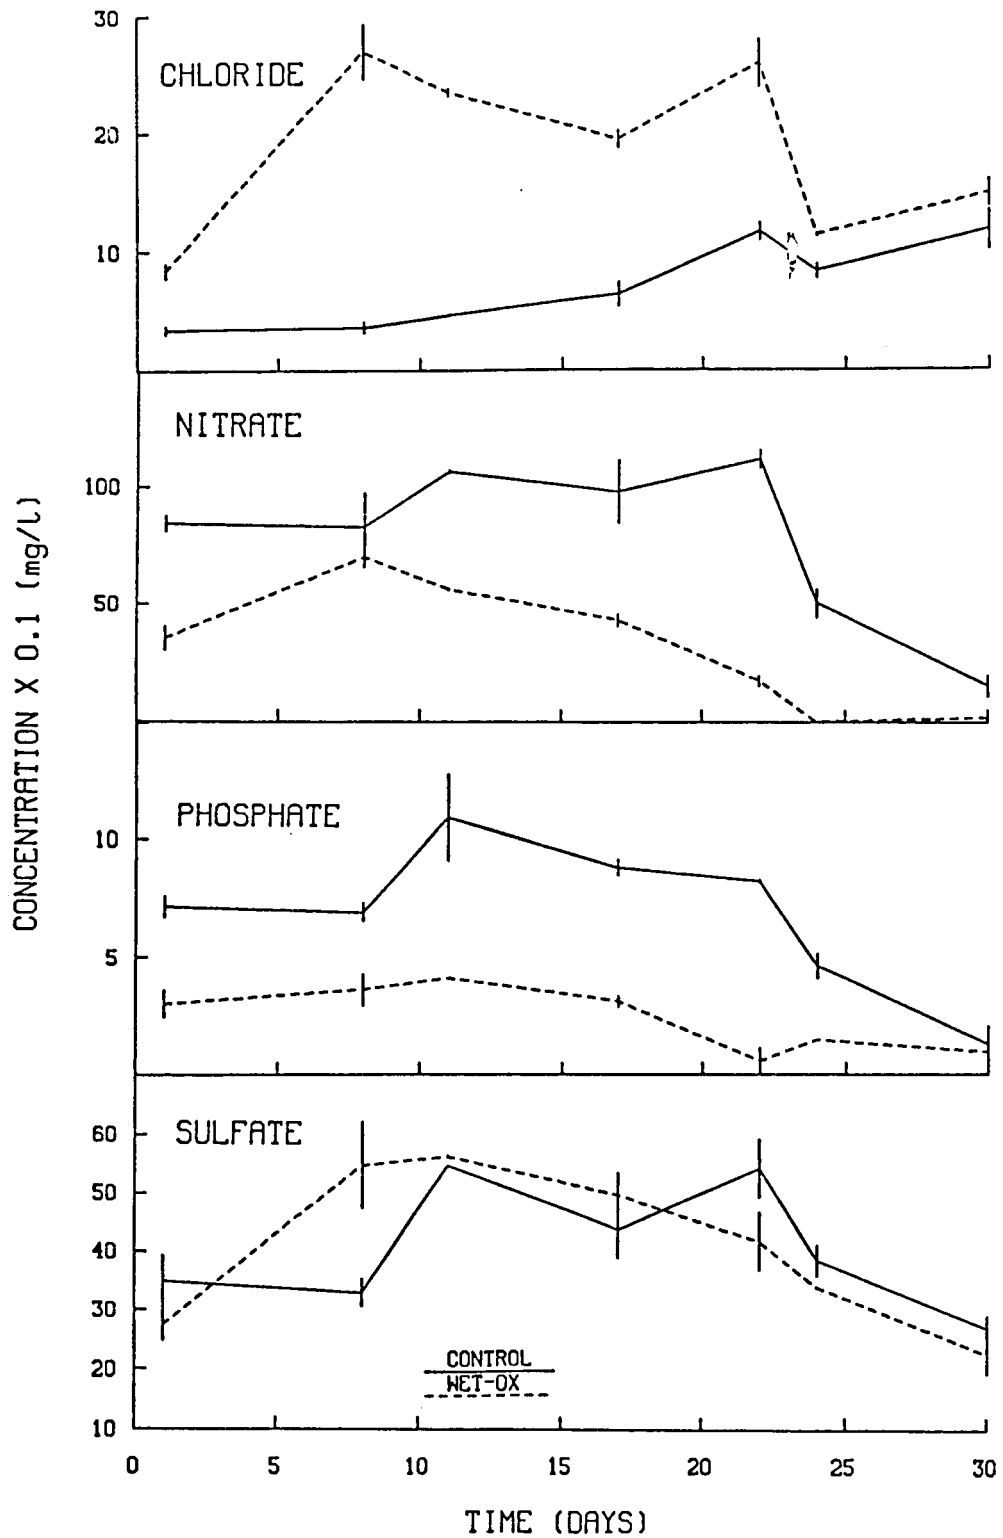 30
CHLORIDE
20
10
NITRATE
100
50
PHOSPHATE
10
5
CONCENTRATION X 0.1 (mg/l)
SULFATE
60
50
40
30
20
10
CONTROL
WET-OX
0 5 10 15 20 25 30
TIME (DAYS)